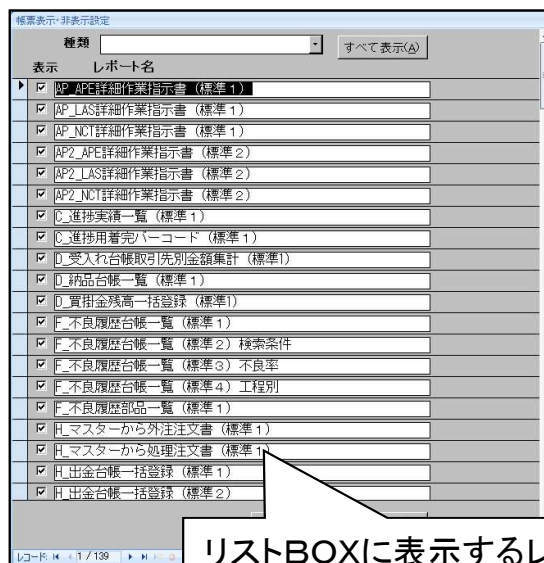 帳票表示・非表示設定
種類 すべて表示(A)
表示 レポート名
AP_APE詳細作業指示書（標準１）
AP_LAS詳細作業指示書（標準１）
AP_NCT詳細作業指示書（標準１）
AP2_APE詳細作業指示書（標準２）
AP2_LAS詳細作業指示書（標準２）
AP2_NCT詳細作業指示書（標準２）
C_進捗実績一覧（標準１）
C_進捗用着完バーコード（標準１）
D_受入れ台帳取引先別金額集計（標準1）
D_納品台帳一覧（標準１）
D_買掛金残高一括登録（標準1）
F_不良履歴台帳一覧（標準１）
F_不良履歴台帳一覧（標準２）検索条件
F_不良履歴台帳一覧（標準３）不良率
F_不良履歴台帳一覧（標準４）工程別
F_不良履歴部品一覧（標準１）
H_マスターから外注注文書（標準１）
H_マスターから処理注文書（標準１）
H_出金台帳一括登録（標準１）
H_出金台帳一括登録（標準２）
リストＢＯＸに表示するレ
レコード: 1 / 139